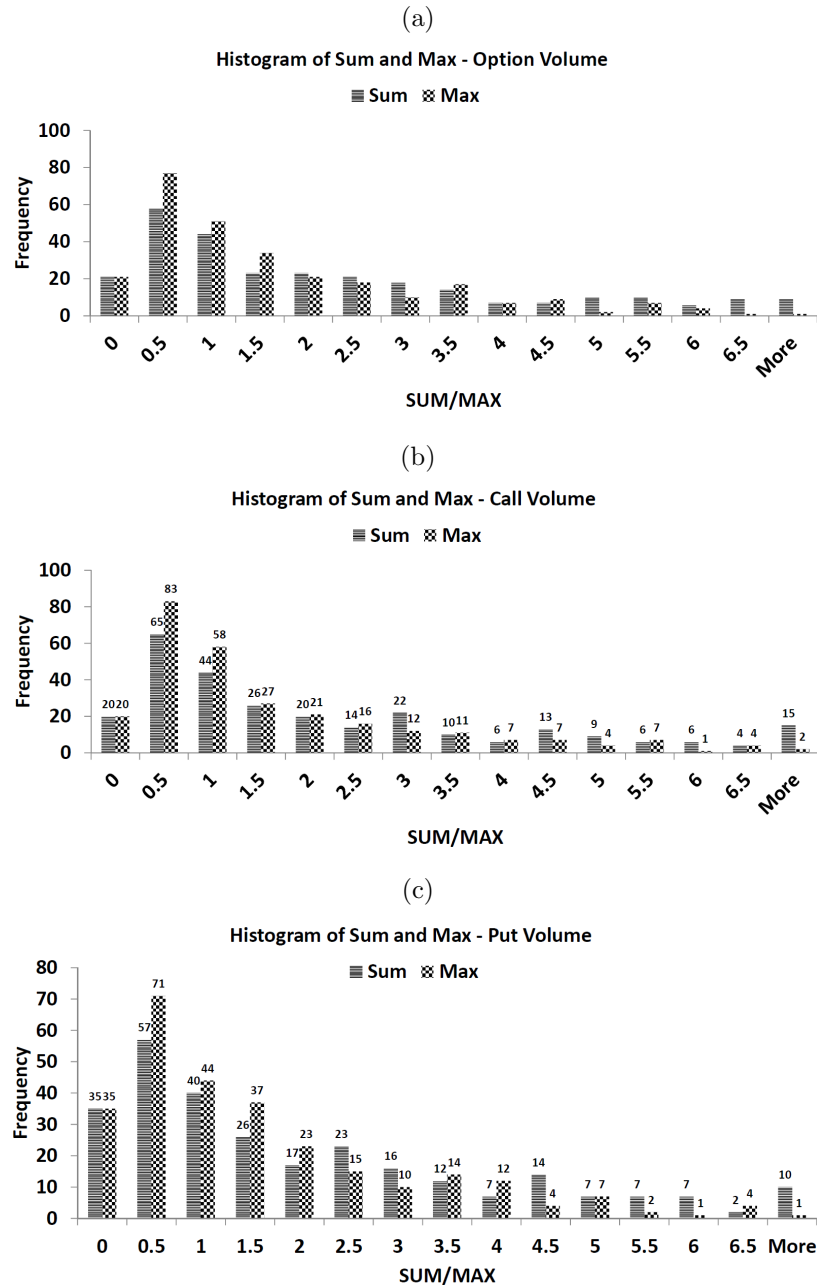 (a)
Histogram of Sum and Max - Option Volume
Sum Max
100
80
60
40
20
0
Frequency
0 0.5 1 1.5 2 2.5 3 3.5 4 4.5 5 5.5 6 6.5 More
SUM/MAX
(b)
Histogram of Sum and Max - Call Volume
Sum Max
100
80
60
40
20
0
Frequency
20 20 65 83 44 58 26 27 20 21 14 16 22 12 10 11 6 7 13 7 9 4 6 7 6 1 4 4 15 2
0 0.5 1 1.5 2 2.5 3 3.5 4 4.5 5 5.5 6 6.5 More
SUM/MAX
(c)
Histogram of Sum and Max - Put Volume
Sum Max
80
70
60
50
40
30
20
10
0
Frequency
35 35 57 71 40 44 26 37 17 23 23 15 16 10 12 14 7 12 14 4 7 7 7 2 7 1 2 4 10 1
0 0.5 1 1.5 2 2.5 3 3.5 4 4.5 5 5.5 6 6.5 More
SUM/MAX